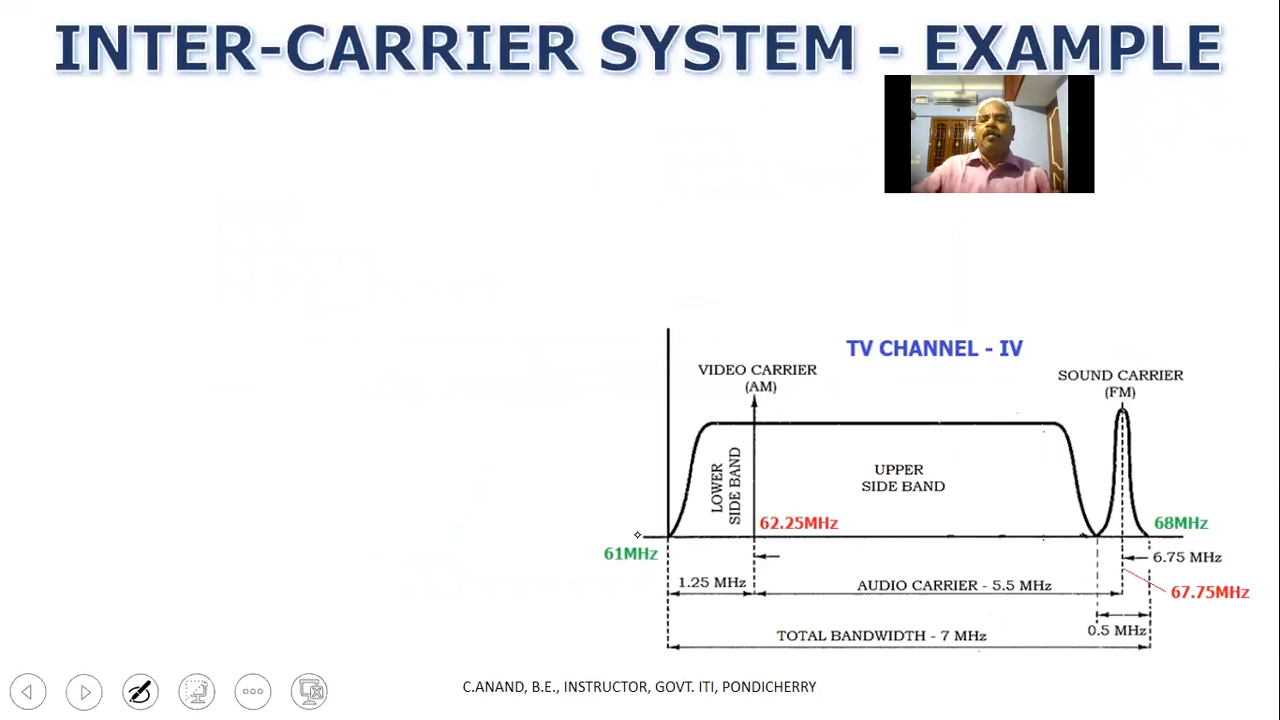 INTER-CARRIER SYSTEM - EXAMPLE
TV CHANNEL - IV
VIDEO CARRIER
(AM)
SOUND CARRIER
(FM)
LOWER
SIDE BAND
UPPER
SIDE BAND
62.25MHz
68MHz
61MHz
6.75 MHz
1.25 MHz
AUDIO CARRIER - 5.5 MHz
67.75MHz
0.5 MHz
TOTAL BANDWIDTH - 7 MHz
C.ANAND, B.E., INSTRUCTOR, GOVT. ITI, PONDICHERRY